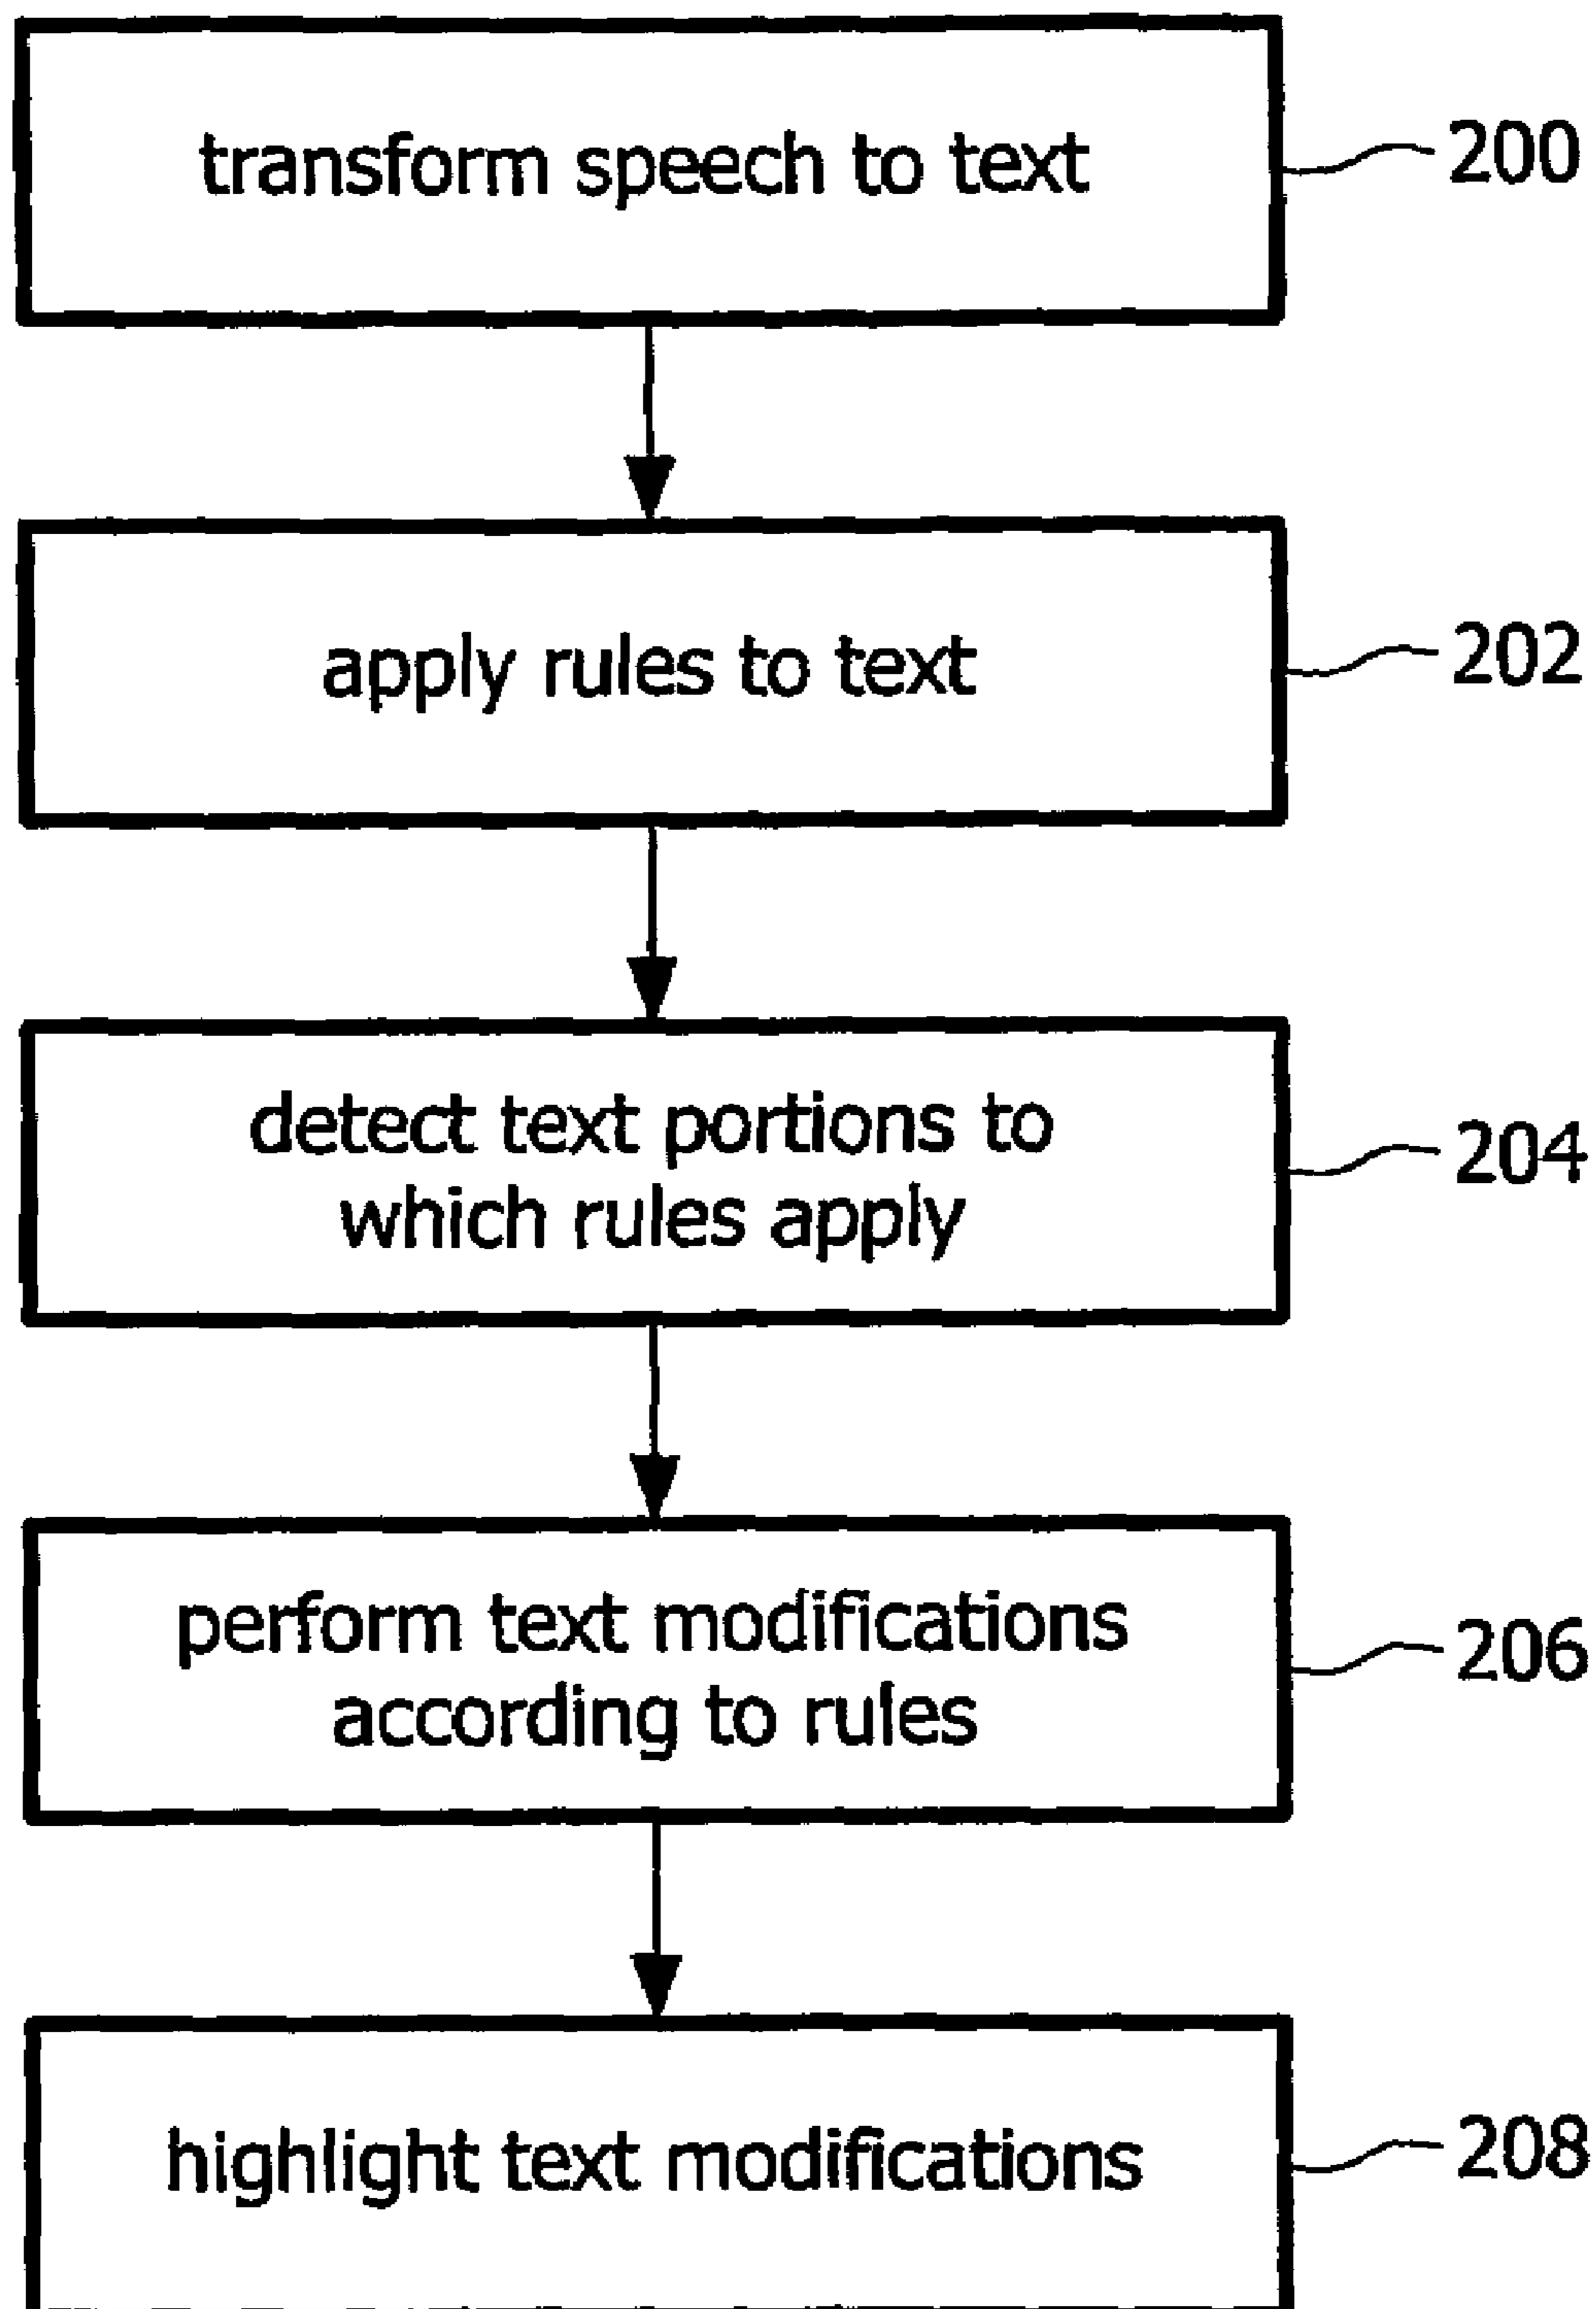 transform speech to text
200
apply rules to text
202
detect text portions to
which rules apply
204
perform text modifications
according to rules
206
highlight text modifications
208